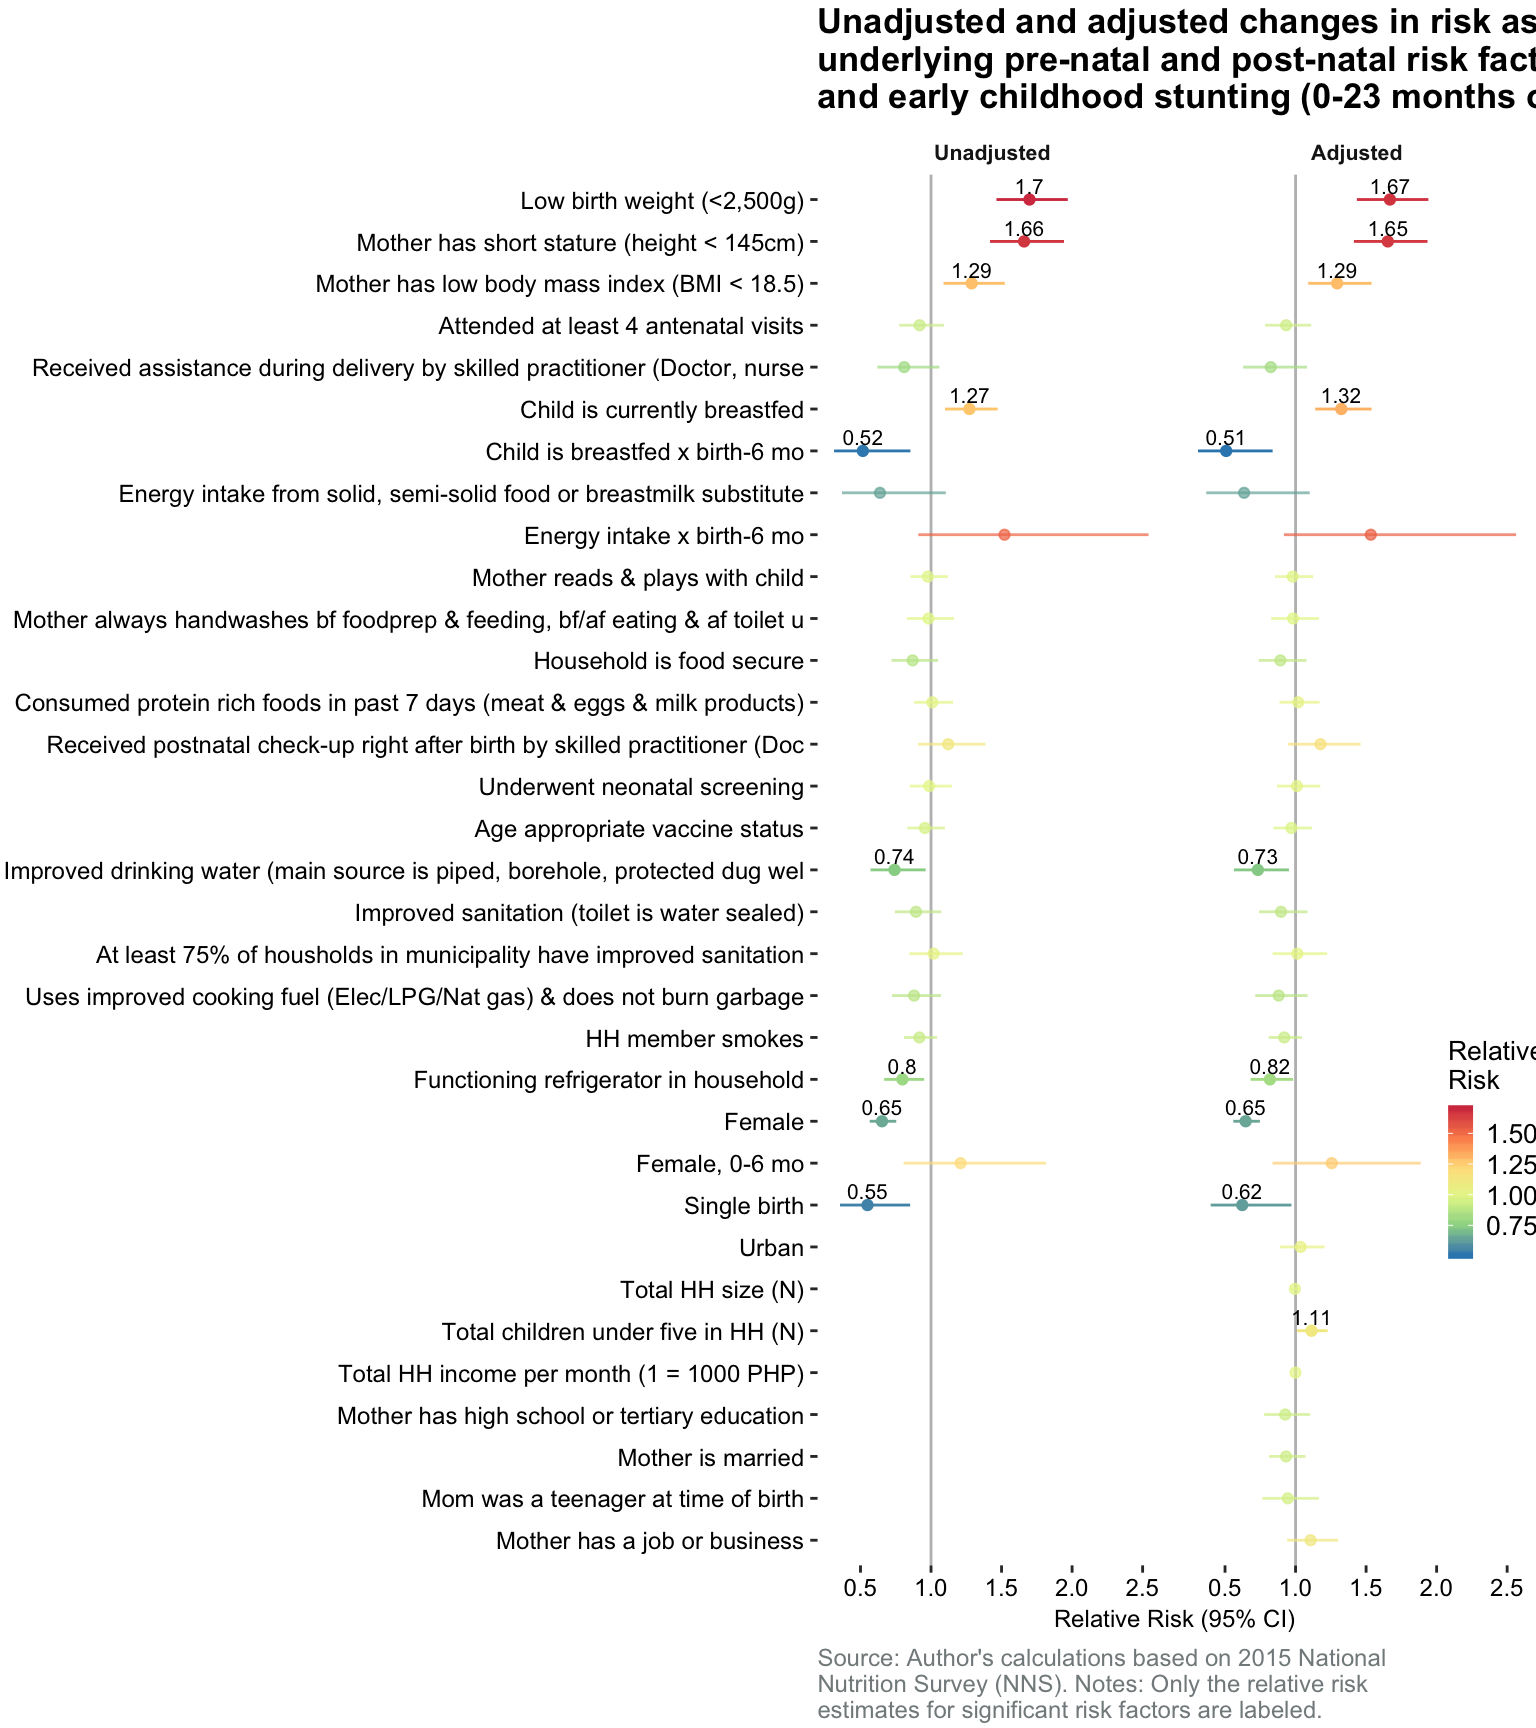 Unadjusted and adjusted changes in risk as
underlying pre-natal and post-natal risk fact
and early childhood stunting (0-23 months
Unadjusted Adjusted
Low birth weight (<2,500g) 1.7 1.67
Mother has short stature (height < 145cm) 1.66 1.65
Mother has low body mass index (BMI < 18.5) 1.29 1.29
Attended at least 4 antenatal visits
Received assistance during delivery by skilled practitioner (Doctor, nurse
Child is currently breastfed 1.27 1.32
Child is breastfed x birth-6 mo 0.52 0.51
Energy intake from solid, semi-solid food or breastmilk substitute
Energy intake x birth-6 mo
Mother reads & plays with child
Mother always handwashes bf foodprep & feeding, bf/af eating & af toilet u
Household is food secure
Consumed protein rich foods in past 7 days (meat & eggs & milk products)
Received postnatal check-up right after birth by skilled practitioner (Doc
Underwent neonatal screening
Age appropriate vaccine status
Improved drinking water (main source is piped, borehole, protected dug wel 0.74 0.73
Improved sanitation (toilet is water sealed)
At least 75% of housholds in municipality have improved sanitation
Uses improved cooking fuel (Elec/LPG/Nat gas) & does not burn garbage
HH member smokes
Functioning refrigerator in household 0.8 0.82
Female 0.65 0.65
Female, 0-6 mo
Single birth 0.55 0.62
Urban
Total HH size (N)
Total children under five in HH (N) 1.11
Total HH income per month (1 = 1000 PHP)
Mother has high school or tertiary education
Mother is married
Mom was a teenager at time of birth
Mother has a job or business
Relative
Risk
1.50
1.25
1.00
0.75
0.5 1.0 1.5 2.0 2.5 0.5 1.0 1.5 2.0 2.5
Relative Risk (95% CI)
Source: Author's calculations based on 2015 National
Nutrition Survey (NNS). Notes: Only the relative risk
estimates for significant risk factors are labeled.